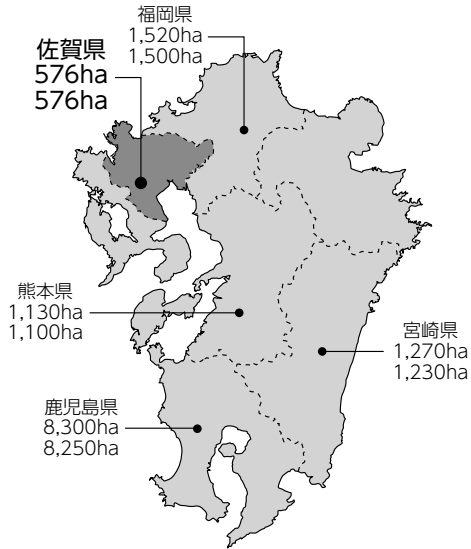 福岡県
1,520ha
1,500ha
佐賀県
576ha
576ha
熊本県
1,130ha
1,100ha
宮崎県
1,270ha
1,230ha
鹿児島県
8,300ha
8,250ha